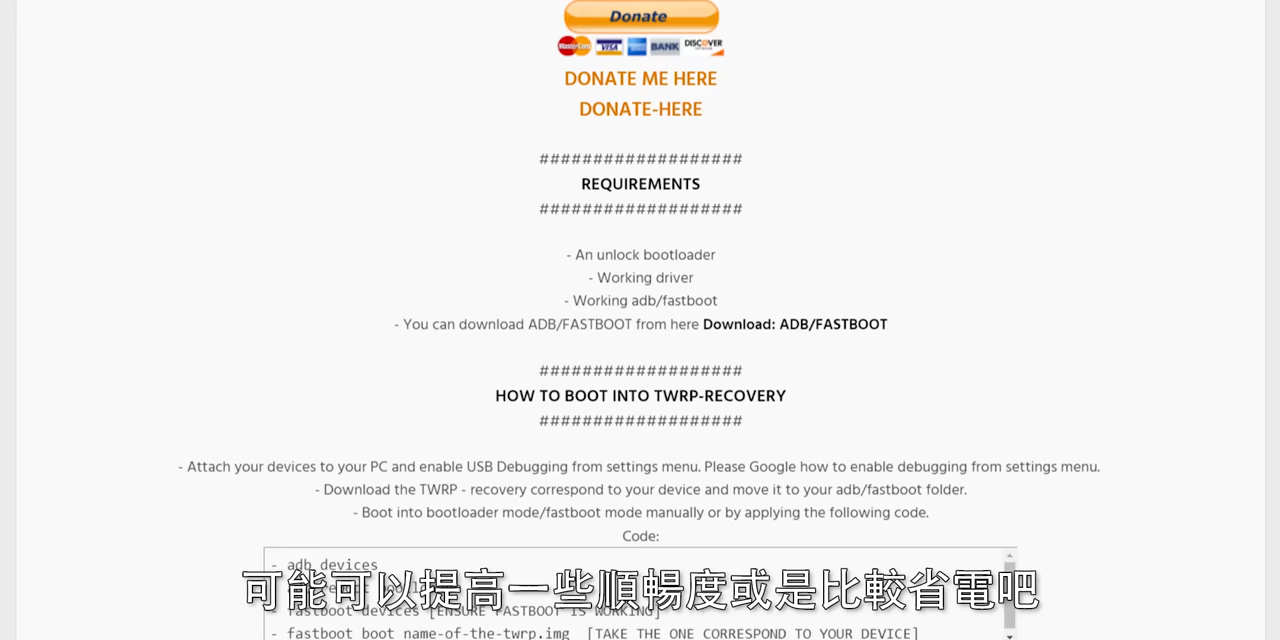 Donate
MasterCard VISA BANK DISCOVER
DONATE ME HERE
DONATE-HERE
###################
REQUIREMENTS
###################
- An unlock bootloader
- Working driver
- Working adb/fastboot
- You can download ADB/FASTBOOT from here Download: ADB/FASTBOOT
###################
HOW TO BOOT INTO TWRP-RECOVERY
###################
- Attach your devices to your PC and enable USB Debugging from settings menu. Please Google how to enable debugging from settings menu.
- Download the TWRP - recovery correspond to your device and move it to your adb/fastboot folder.
- Boot into bootloader mode/fastboot mode manually or by applying the following code.
Code:
- adb devices
可能可以提高一些順暢度或是比較省電吧
fastboot devices [ENSURE FASTBOOT IS WORKING]
- fastboot boot name-of-the-twrp.img [TAKE THE ONE CORRESPOND TO YOUR DEVICE]